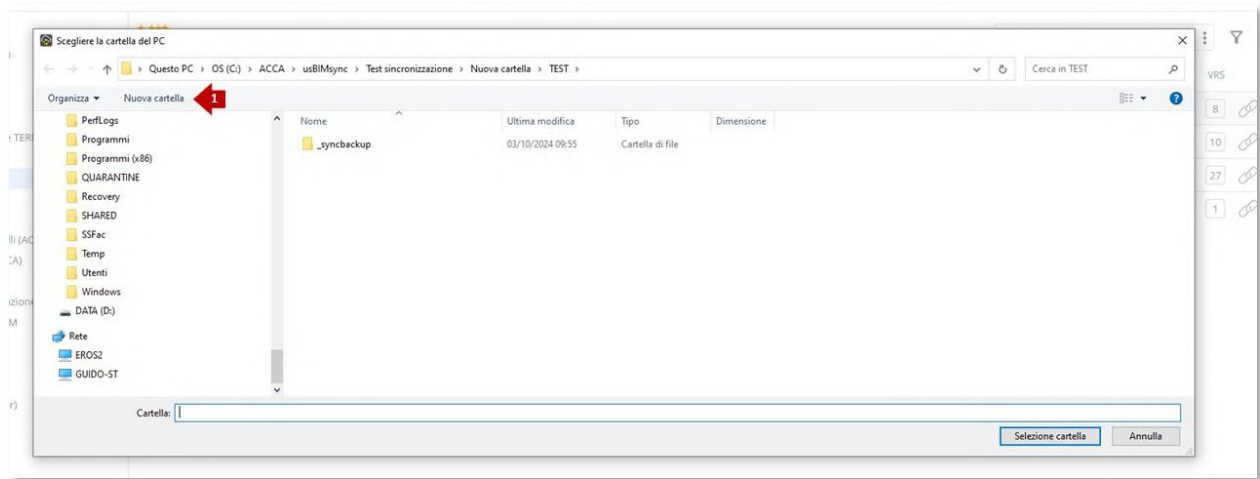 Scegliere la cartella del PC
Questo PC > OS (C:) > ACCA > usBIMsync > Test sincronizzazione > Nuova cartella > TEST >
Cerca in TEST
VRS
Organizza
Nuova cartella
1
PerfLogs
Programmi
Programmi (x86)
QUARANTINE
Recovery
SHARED
SSFac
Temp
Utenti
Windows
DATA (D:)
Rete
EROS2
GUIDO-ST
Nome
Ultima modifica
Tipo
Dimensione
_syncbackup
03/10/2024 09:55
Cartella di file
8
10
27
1
Cartella:
Selezione cartella
Annulla